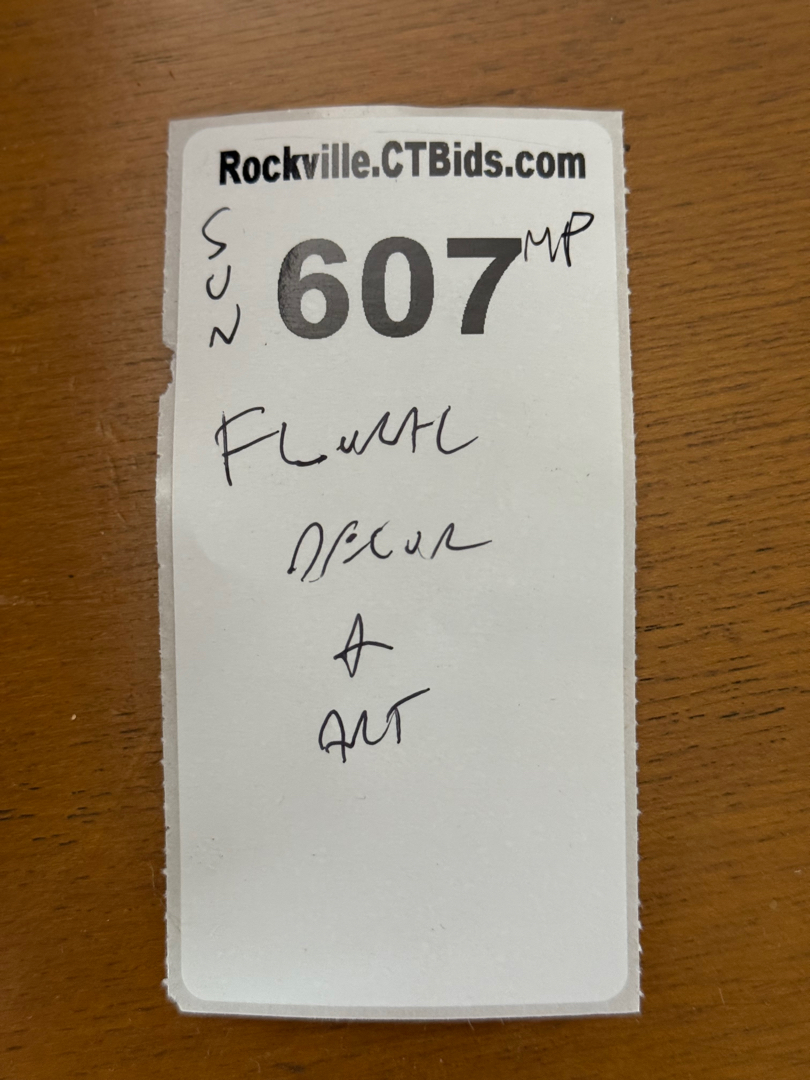 Rockville.CTBids.com
SUN 607 MP
FLORAL
DECOR
&
ART